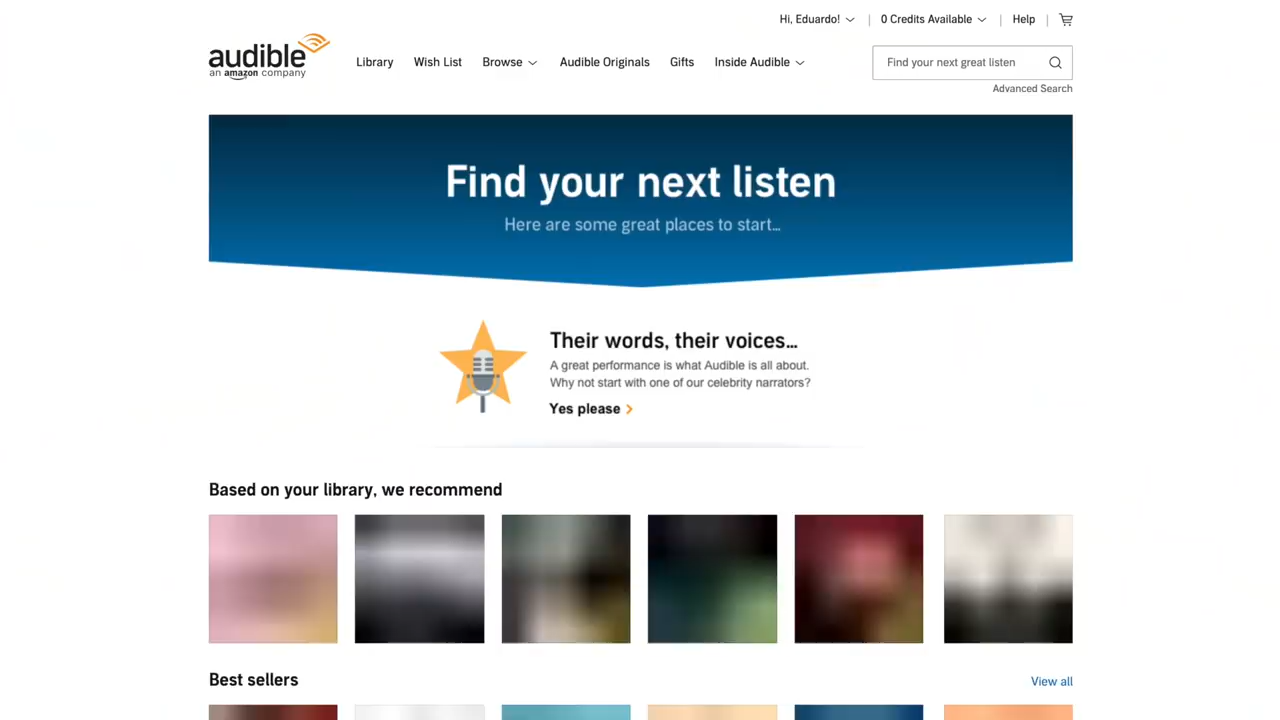 Hi, Eduardo!
0 Credits Available
Help
audible
an amazon company
Library
Wish List
Browse
Audible Originals
Gifts
Inside Audible
Find your next great listen
Advanced Search
Find your next listen
Here are some great places to start...
Their words, their voices...
A great performance is what Audible is all about.
Why not start with one of our celebrity narrators?
Yes please
Based on your library, we recommend
Best sellers
View all